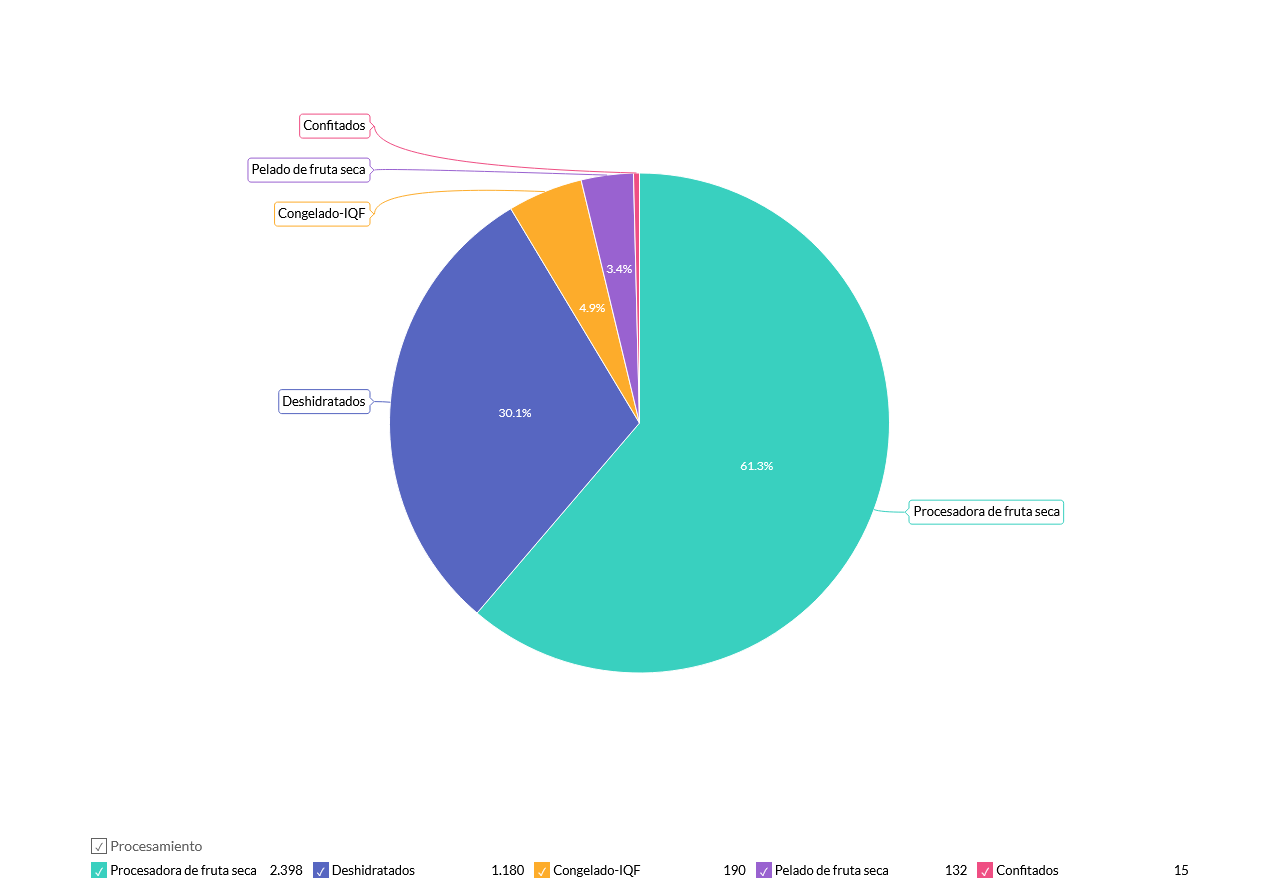 Confitados
Pelado de fruta seca
Congelado-IQF
3.4%
4.9%
Deshidratados
30.1%
61.3%
Procesadora de fruta seca
Procesamiento
Procesadora de fruta seca 2.398 Deshidratados 1.180 Congelado-IQF 190 Pelado de fruta seca 132 Confitados 15